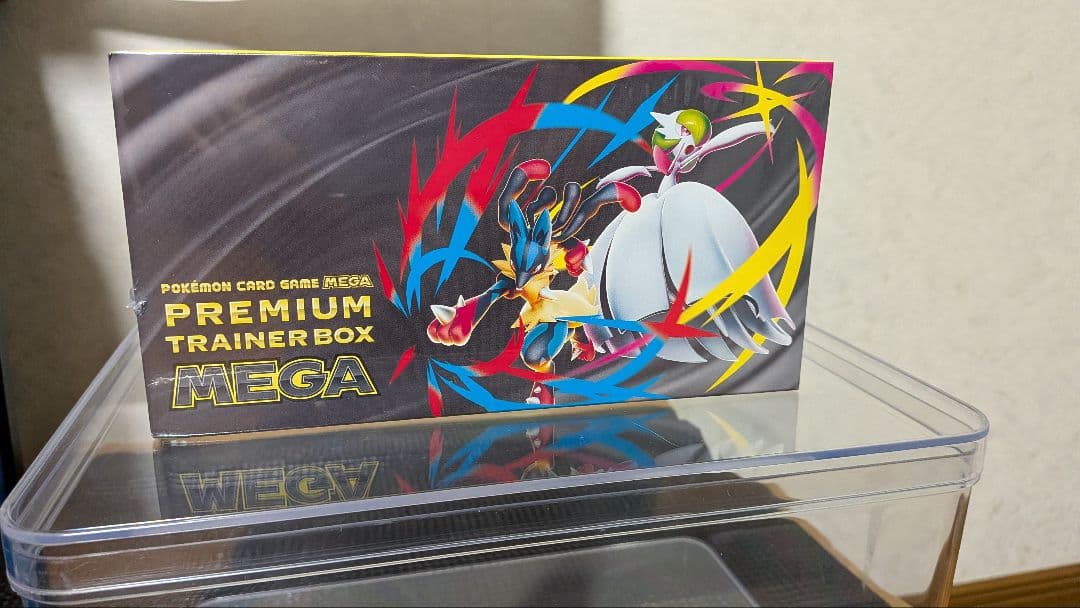 POKÉMON CARD GAME MEGA
PREMIUM
TRAINER BOX
MEGA